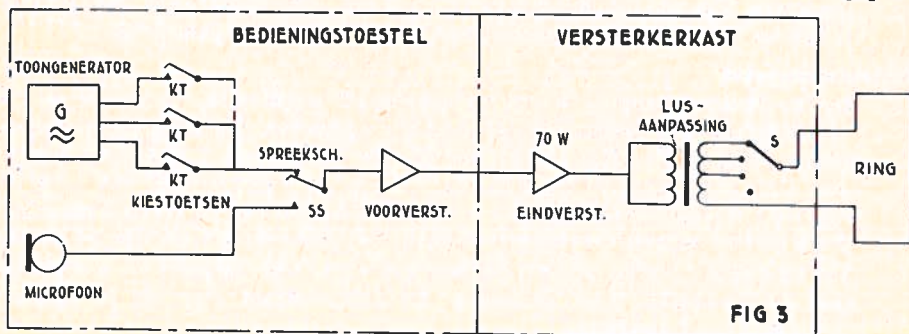 BEDIENINGSTOESTEL
VERSTERKERKAST
TOONGENERATOR
G
KT
KT
KT
KIESTOETSEN
SPREEKSCH.
SS
VOORVERST.
MICROFOON
70 W
EINDVERST.
LUS-
AANPASSING
S
RING
FIG 3